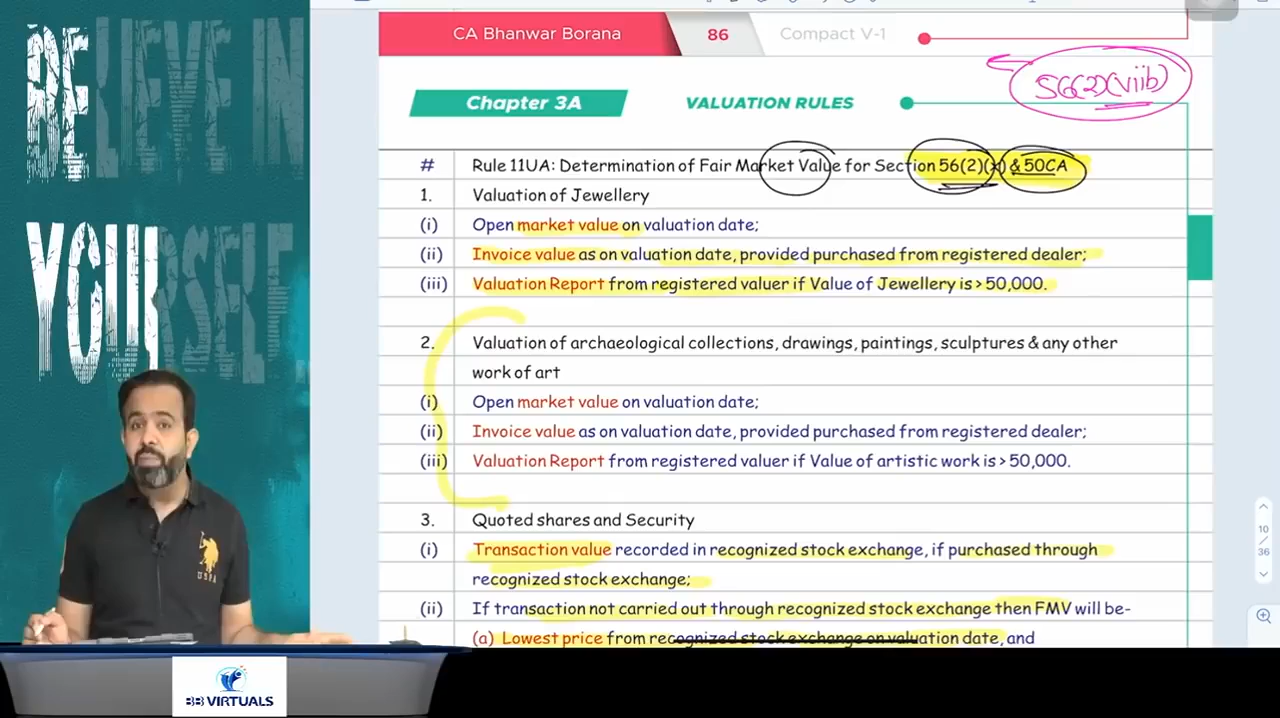 BELIEVE IN
YOURSELF
CA Bhanwar Borana
86
Compact V-1
56(2)(viib)
Chapter 3A
VALUATION RULES
# Rule 11UA: Determination of Fair Market Value for Section 56(2)(x) & 50CA
1. Valuation of Jewellery
(i) Open market value on valuation date;
(ii) Invoice value as on valuation date, provided purchased from registered dealer;
(iii) Valuation Report from registered valuer if Value of Jewellery is > 50,000.
2. Valuation of archaeological collections, drawings, paintings, sculptures & any other
work of art
(i) Open market value on valuation date;
(ii) Invoice value as on valuation date, provided purchased from registered dealer;
(iii) Valuation Report from registered valuer if Value of artistic work is > 50,000.
3. Quoted shares and Security
(i) Transaction value recorded in recognized stock exchange, if purchased through
recognized stock exchange;
(ii) If transaction not carried out through recognized stock exchange then FMV will be-
(a) Lowest price from recognized stock exchange on valuation date, and
10
/
36
USPA
BB VIRTUALS